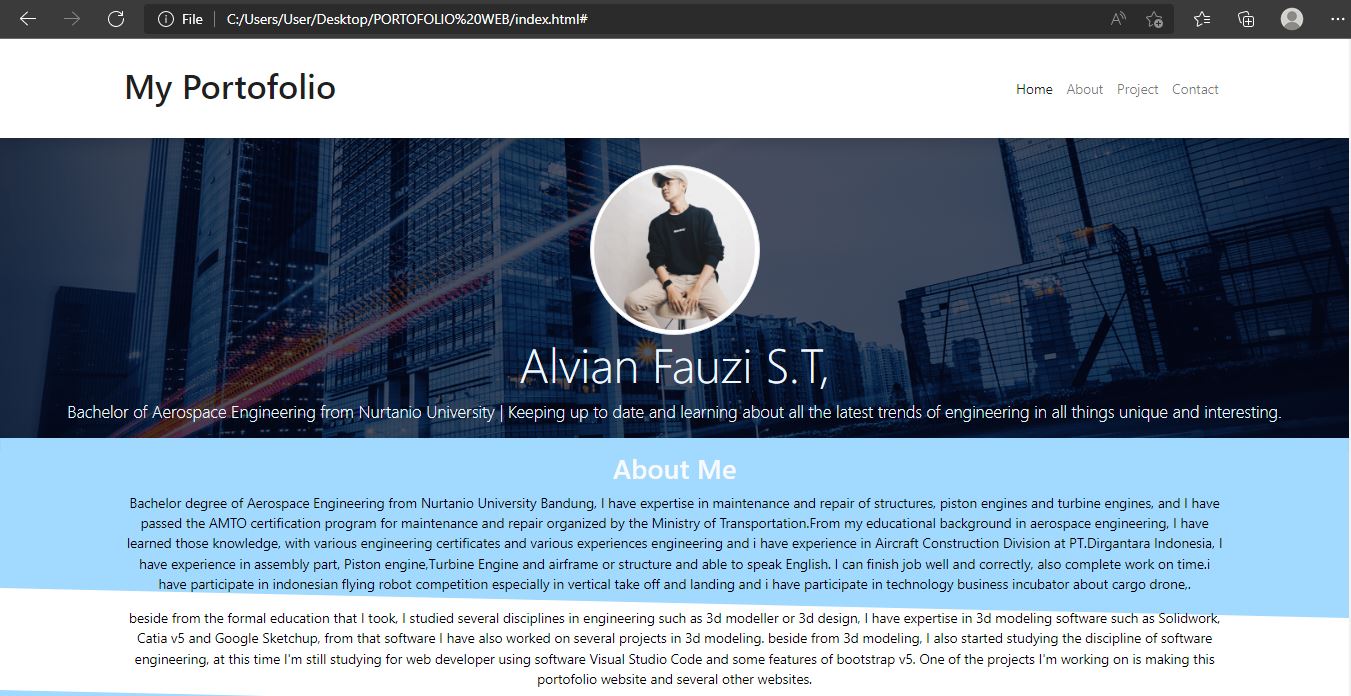 File
C:/Users/User/Desktop/PORTOFOLIO%20WEB/index.html#
My Portofolio
Home About Project Contact
Alvian Fauzi S.T,
Bachelor of Aerospace Engineering from Nurtanio University | Keeping up to date and learning about all the latest trends of engineering in all things unique and interesting.
About Me
Bachelor degree of Aerospace Engineering from Nurtanio University Bandung, I have expertise in maintenance and repair of structures, piston engines and turbine engines, and I have
passed the AMTO certification program for maintenance and repair organized by the Ministry of Transportation.From my educational background in aerospace engineering, I have
learned those knowledge, with various engineering certificates and various experiences engineering and i have experience in Aircraft Construction Division at PT.Dirgantara Indonesia, I
have experience in assembly part, Piston engine,Turbine Engine and airframe or structure and able to speak English. I can finish job well and correctly, also complete work on time.i
have participate in indonesian flying robot competition especially in vertical take off and landing and i have participate in technology business incubator about cargo drone,.
beside from the formal education that I took, I studied several disciplines in engineering such as 3d modeller or 3d design, I have expertise in 3d modeling software such as Solidwork,
Catia v5 and Google Sketchup, from that software I have also worked on several projects in 3d modeling. beside from 3d modeling, I also started studying the discipline of software
engineering, at this time I'm still studying for web developer using software Visual Studio Code and some features of bootstrap v5. One of the projects I'm working on is making this
portofolio website and several other websites.